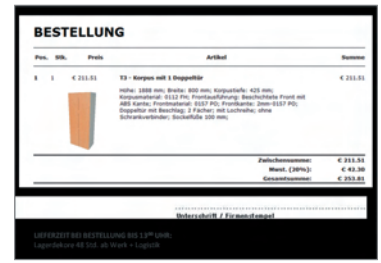 BESTELLUNG
Pos. Stk. Preis Artikel Summe
1 1 € 211.51 T3 - Korpus mit 1 Doppeltür € 211.51
Höhe: 1888 mm; Breite: 800 mm; Korpustiefe: 425 mm;
Korpusmaterial: 0112 PH; Frontausführung: Beschichtete Front mit
ABS Kante; Frontmaterial: 0157 PO; Frontkante: 2mm-0157 PO;
Doppeltür mit Beschlag; 2 Fächer; mit Lochreihe; ohne
Schrankverbinder; Sockelfüße 100 mm;
Zwischensumme: € 211.51
Mwst. (20%): € 42.30
Gesamtsumme: € 253.81
Unterschrift / Firmenstempel
LIEFERZEIT BEI BESTELLUNG BIS 13⁰⁰ UHR:
Lagerdekore 48 Std. ab Werk + Logistik